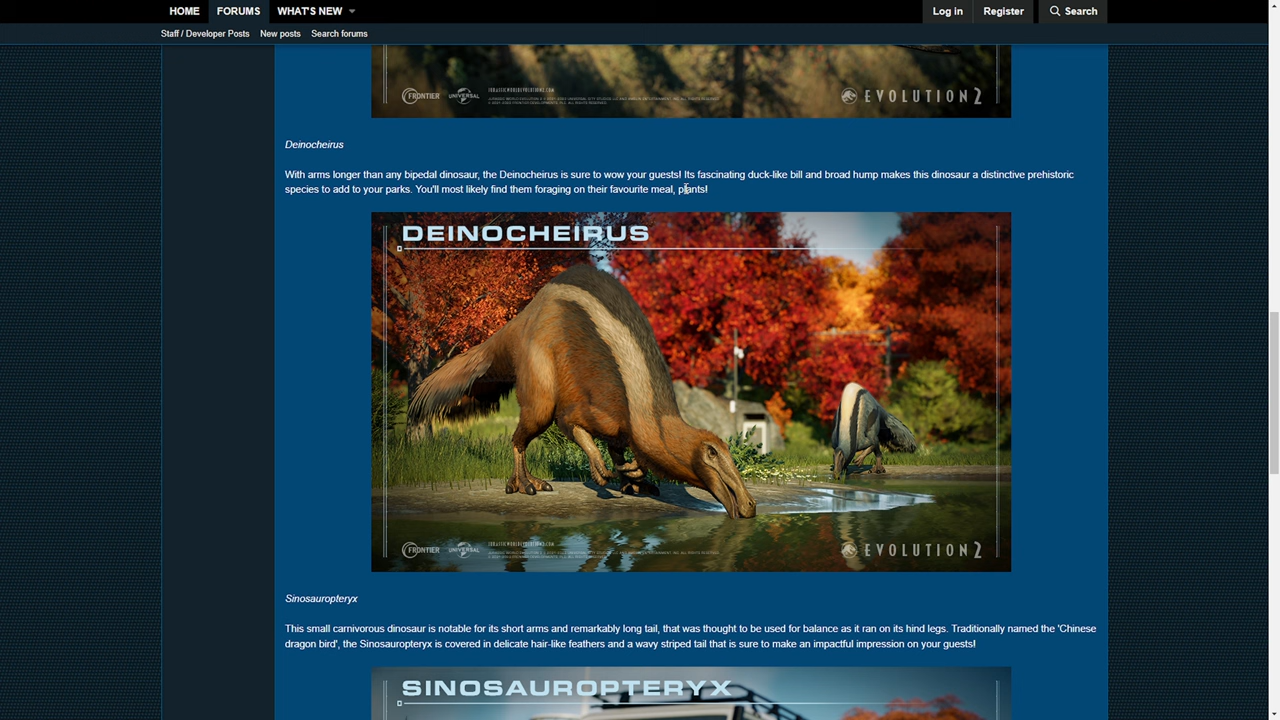 HOME FORUMS WHAT'S NEW Log in Register Search
Staff / Developer Posts New posts Search forums
FRONTIER UNIVERSAL JURASSICWORLDEVOLUTION2.COM EVOLUTION 2
Deinocheirus
With arms longer than any bipedal dinosaur, the Deinocheirus is sure to wow your guests! Its fascinating duck-like bill and broad hump makes this dinosaur a distinctive prehistoric
species to add to your parks. You'll most likely find them foraging on their favourite meal, plants!
DEINOCHEIRUS
FRONTIER UNIVERSAL EVOLUTION 2
Sinosauropteryx
This small carnivorous dinosaur is notable for its short arms and remarkably long tail, that was thought to be used for balance as it ran on its hind legs. Traditionally named the 'Chinese
dragon bird', the Sinosauropteryx is covered in delicate hair-like feathers and a wavy striped tail that is sure to make an impactful impression on your guests!
SINOSAUROPTERYX